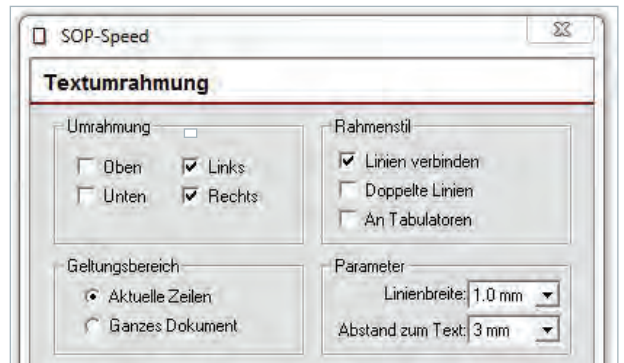 SOP-Speed
Textumrahmung
Umrahmung
Oben Links
Unten Rechts
Rahmenstil
Linien verbinden
Doppelte Linien
An Tabulatoren
Geltungsbereich
Aktuelle Zeilen
Ganzes Dokument
Parameter
Linienbreite: 1.0 mm
Abstand zum Text: 3 mm